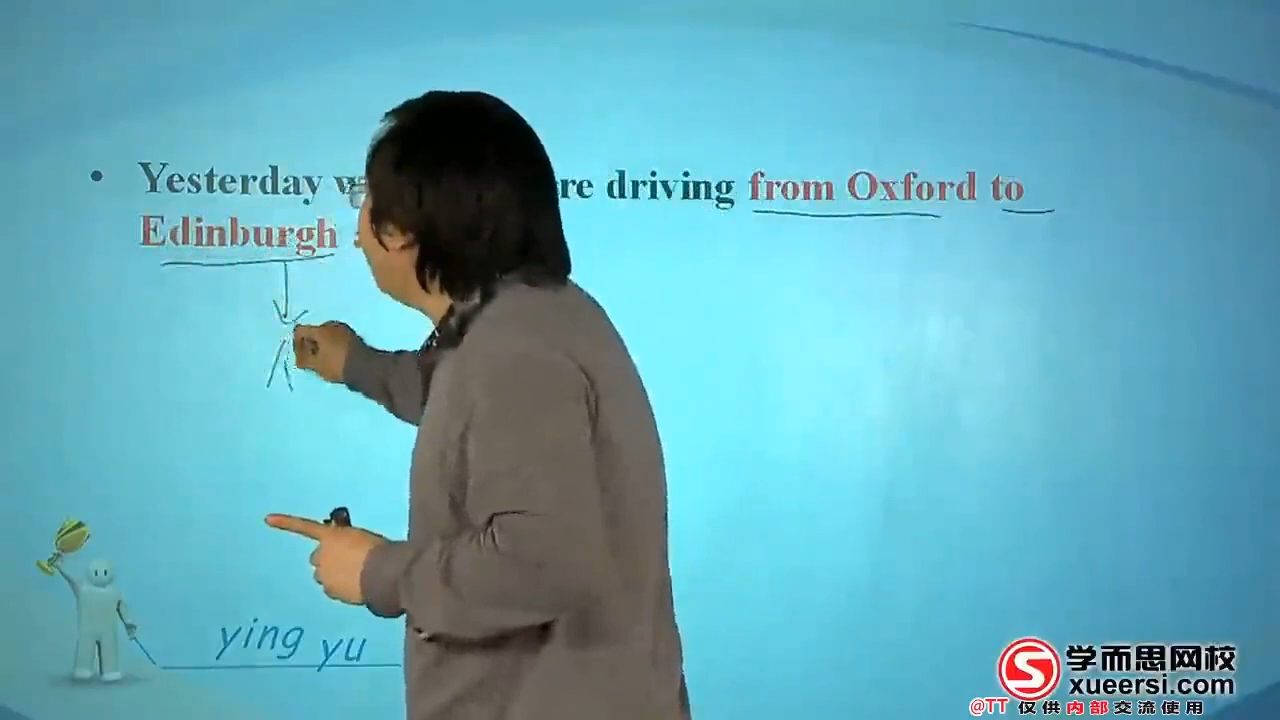 • Yesterday re driving from Oxford to
Edinburgh
ying yu
学而思网校
xueersi.com
@TT 仅供内部交流使用